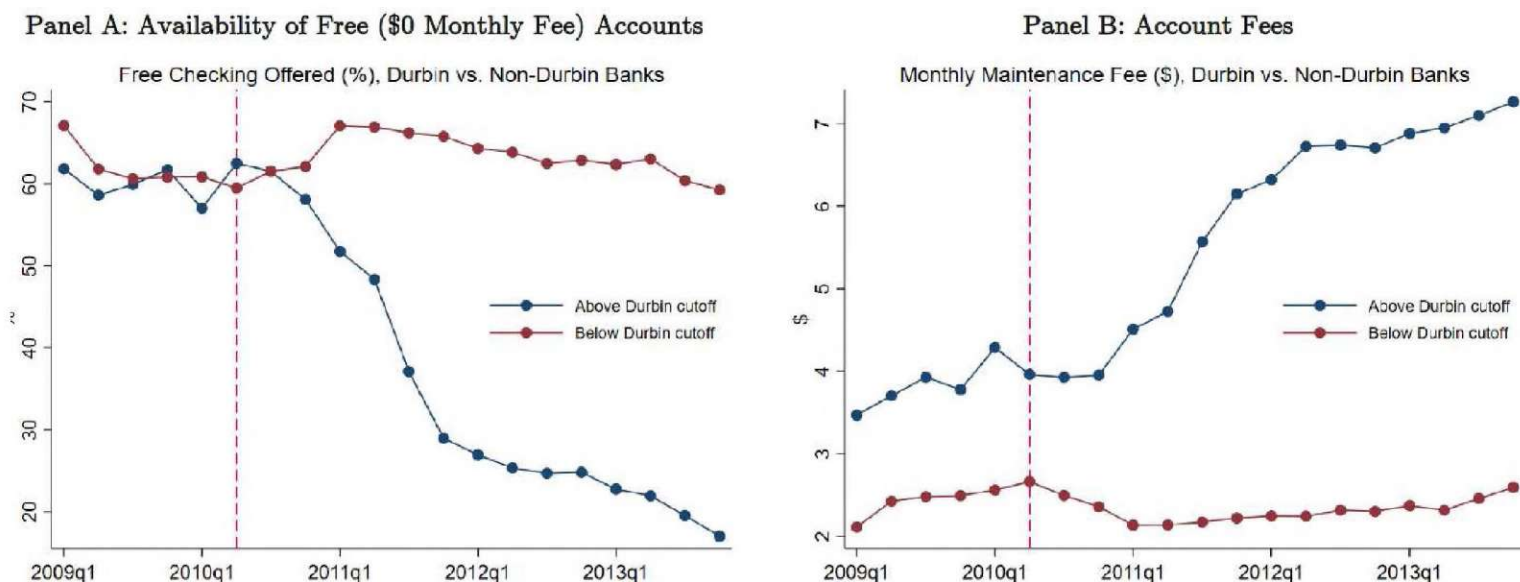 Panel A: Availability of Free ($0 Monthly Fee) Accounts
Free Checking Offered (%), Durbin vs. Non-Durbin Banks
70
60
50
40
30
20
%
Above Durbin cutoff
Below Durbin cutoff
2009q1 2010q1 2011q1 2012q1 2013q1
Panel B: Account Fees
Monthly Maintenance Fee ($), Durbin vs. Non-Durbin Banks
7
6
5
4
3
2
$
Above Durbin cutoff
Below Durbin cutoff
2009q1 2010q1 2011q1 2012q1 2013q1